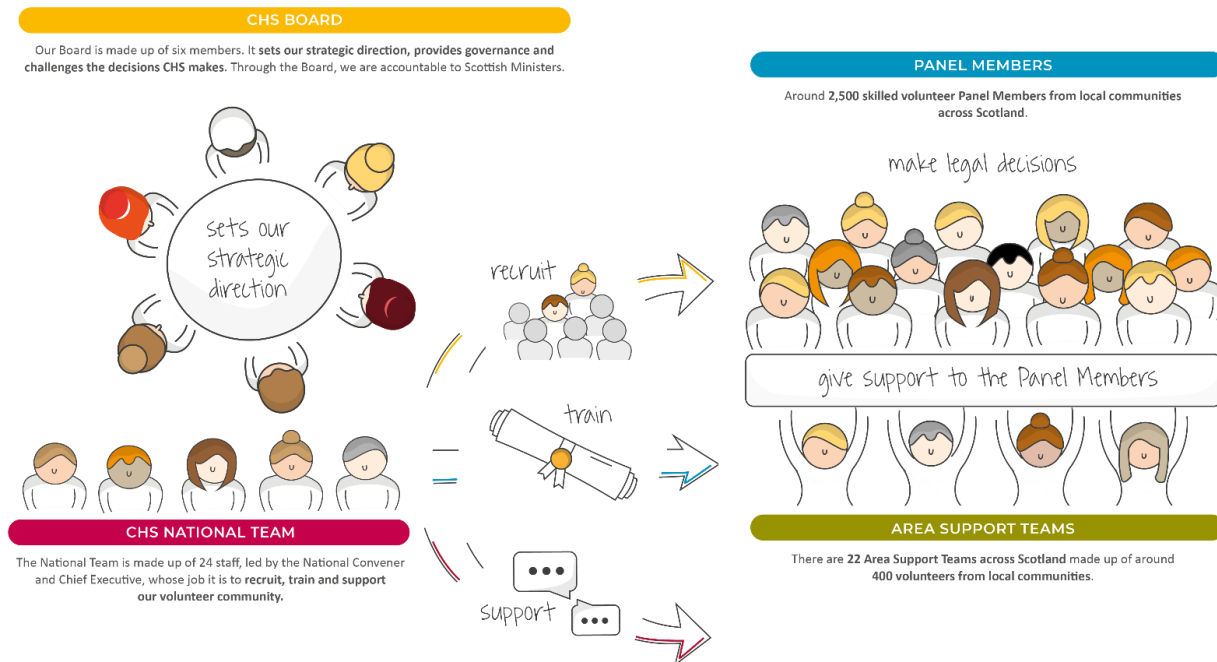 CHS BOARD
Our Board is made up of six members. It sets our strategic direction, provides governance and
challenges the decisions CHS makes. Through the Board, we are accountable to Scottish Ministers.
sets our
strategic
direction
CHS NATIONAL TEAM
The National Team is made up of 24 staff, led by the National Convener
and Chief Executive, whose job it is to recruit, train and support
our volunteer community.
recruit
train
support
PANEL MEMBERS
Around 2,500 skilled volunteer Panel Members from local communities
across Scotland.
make legal decisions
give support to the Panel Members
AREA SUPPORT TEAMS
There are 22 Area Support Teams across Scotland made up of around
400 volunteers from local communities.